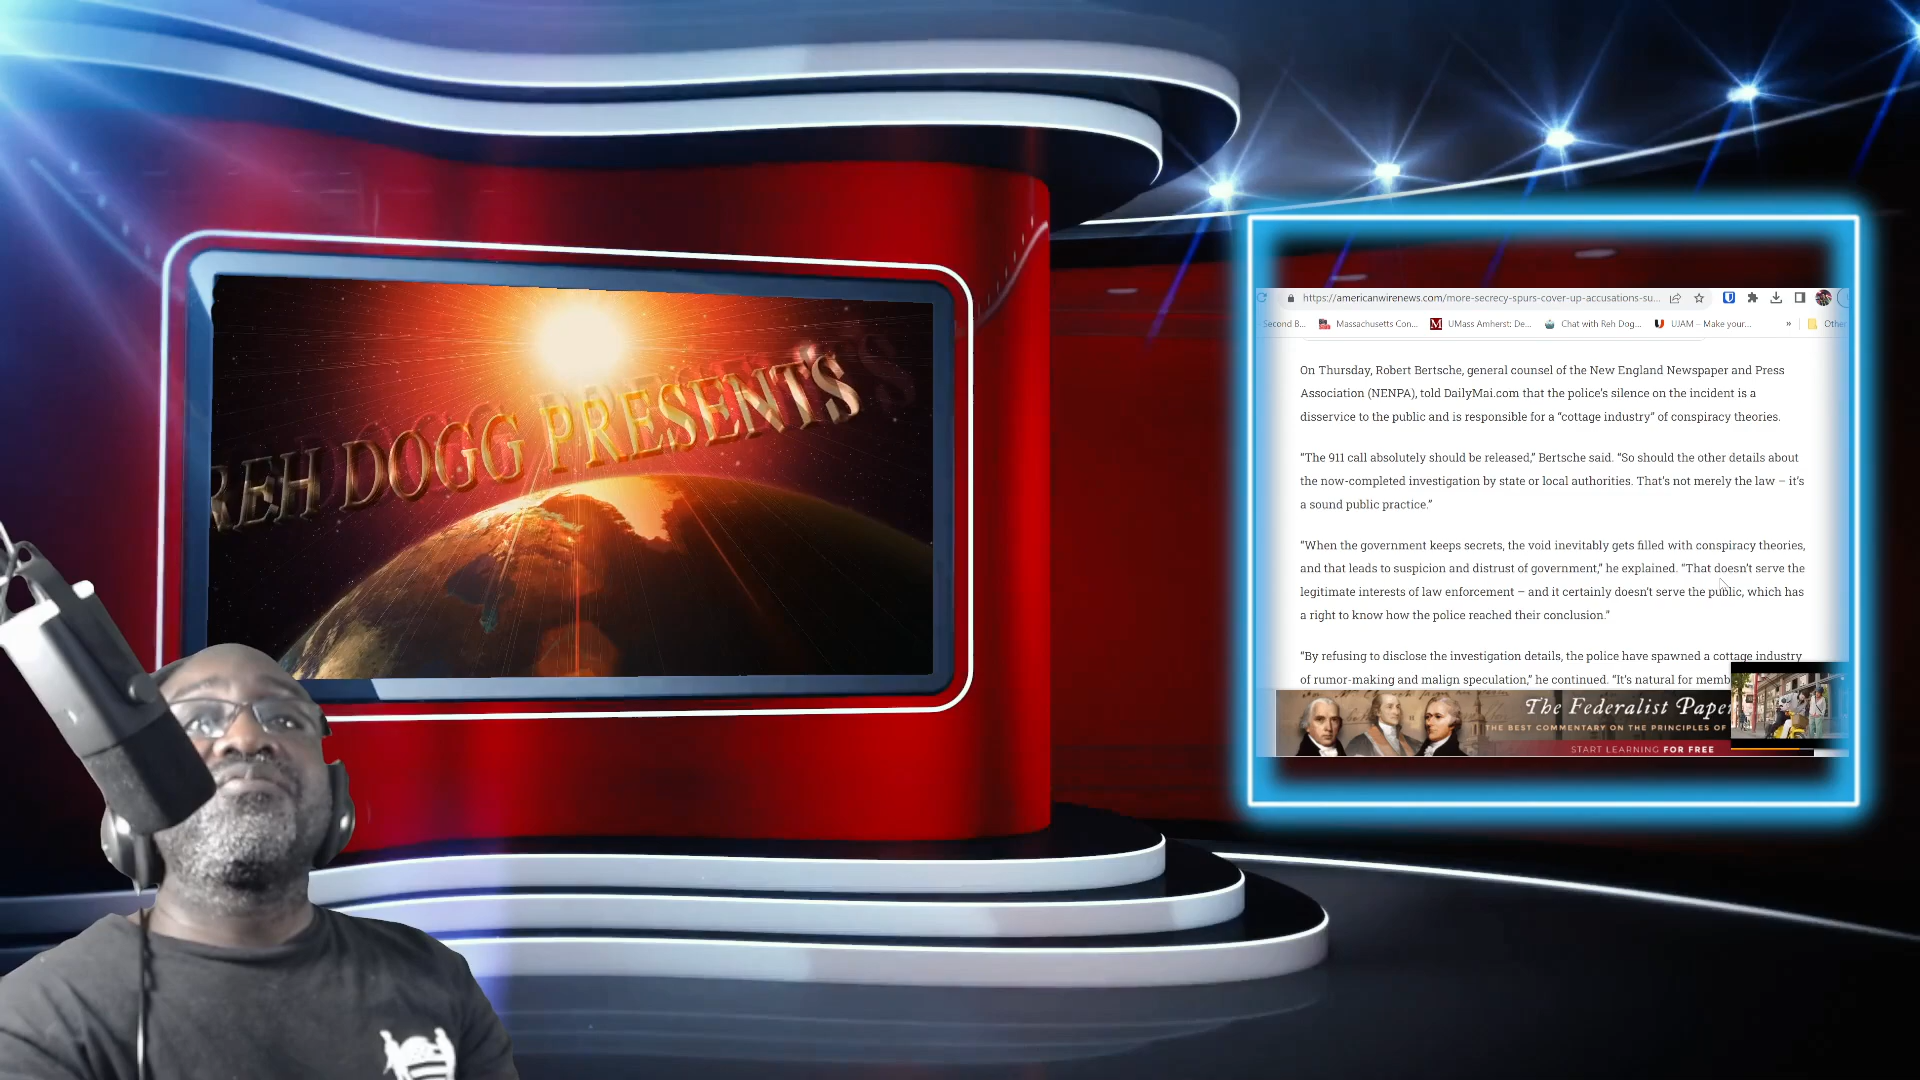 REH DOGG PRESENTS
https://americanwirenews.com/more-secrecy-spurs-cover-up-accusations-su...
Second B...
Massachusetts Con...
UMass Amherst: De...
Chat with Reh Dog...
UJAM – Make your...
»
Other
On Thursday, Robert Bertsche, general counsel of the New England Newspaper and Press
Association (NENPA), told DailyMai.com that the police's silence on the incident is a
disservice to the public and is responsible for a “cottage industry” of conspiracy theories.
“The 911 call absolutely should be released,” Bertsche said. “So should the other details about
the now-completed investigation by state or local authorities. That's not merely the law – it's
a sound public practice.”
“When the government keeps secrets, the void inevitably gets filled with conspiracy theories,
and that leads to suspicion and distrust of government,” he explained. “That doesn't serve the
legitimate interests of law enforcement – and it certainly doesn't serve the public, which has
a right to know how the police reached their conclusion.”
“By refusing to disclose the investigation details, the police have spawned a cottage industry
of rumor-making and malign speculation,” he continued. “It's natural for memb
The Federalist Paper
THE BEST COMMENTARY ON THE PRINCIPLES OF
START LEARNING FOR FREE